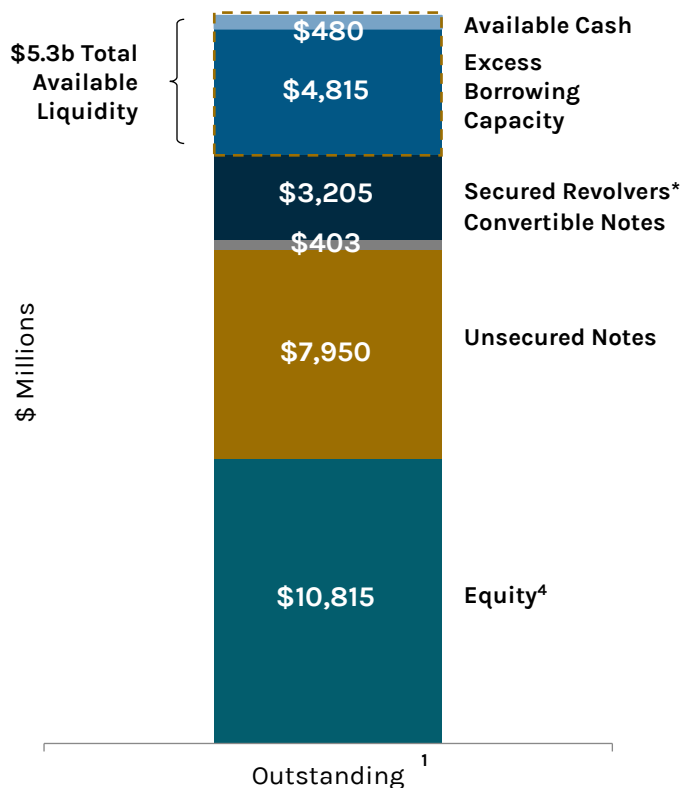 $480
Available Cash
$5.3b Total
Available
Liquidity
$4,815
Excess
Borrowing
Capacity
$3,205
Secured Revolvers*
Convertible Notes
$403
$7,950
Unsecured Notes
$ Millions
$10,815
Equity⁴
Outstanding ¹